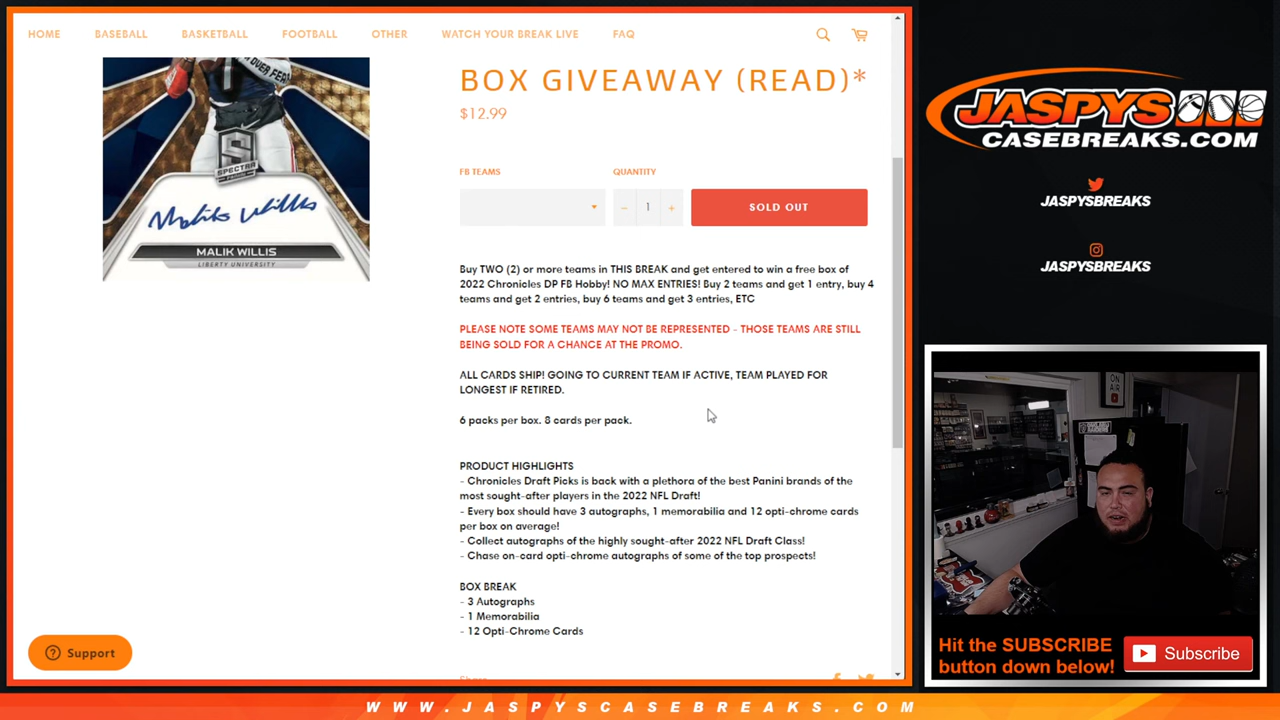 HOME BASEBALL BASKETBALL FOOTBALL OTHER WATCH YOUR BREAK LIVE FAQ
BOX GIVEAWAY (READ)*
$12.99
FB TEAMS QUANTITY
− 1 + SOLD OUT
S
SPECTRA
Malik Willis
MALIK WILLIS
LIBERTY UNIVERSITY
Buy TWO (2) or more teams in THIS BREAK and get entered to win a free box of
2022 Chronicles DP FB Hobby! NO MAX ENTRIES! Buy 2 teams and get 1 entry, buy 4
teams and get 2 entries, buy 6 teams and get 3 entries, ETC
PLEASE NOTE SOME TEAMS MAY NOT BE REPRESENTED - THOSE TEAMS ARE STILL
BEING SOLD FOR A CHANCE AT THE PROMO.
ALL CARDS SHIP! GOING TO CURRENT TEAM IF ACTIVE, TEAM PLAYED FOR
LONGEST IF RETIRED.
6 packs per box. 8 cards per pack.
PRODUCT HIGHLIGHTS
- Chronicles Draft Picks is back with a plethora of the best Panini brands of the
most sought-after players in the 2022 NFL Draft!
- Every box should have 3 autographs, 1 memorabilia and 12 opti-chrome cards
per box on average!
- Collect autographs of the highly sought-after 2022 NFL Draft Class!
- Chase on-card opti-chrome autographs of some of the top prospects!
BOX BREAK
- 3 Autographs
- 1 Memorabilia
- 12 Opti-Chrome Cards
Support
JASPYS
CASEBREAKS.COM
JASPYSBREAKS
JASPYSBREAKS
ON
AIR
Hit the SUBSCRIBE
button down below!
Subscribe
WWW.JASPYSCASEBREAKS.COM